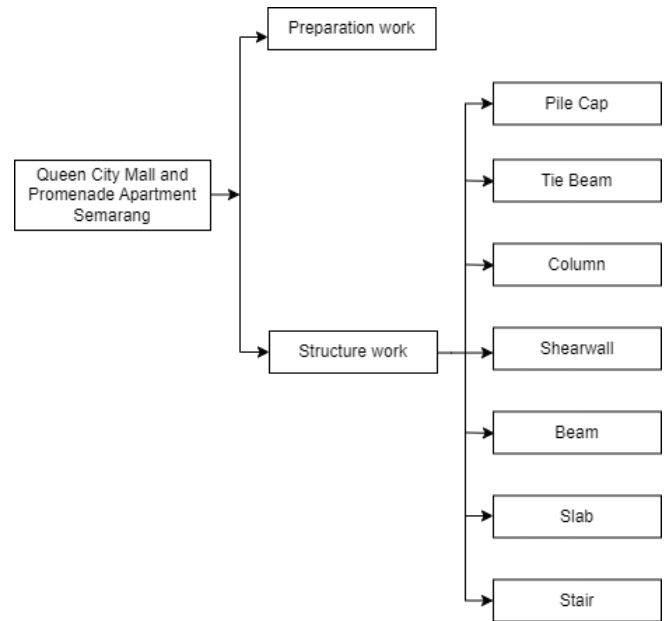 Preparation work
Pile Cap
Queen City Mall and
Promenade Apartment
Semarang
Tie Beam
Column
Structure work
Shearwall
Beam
Slab
Stair